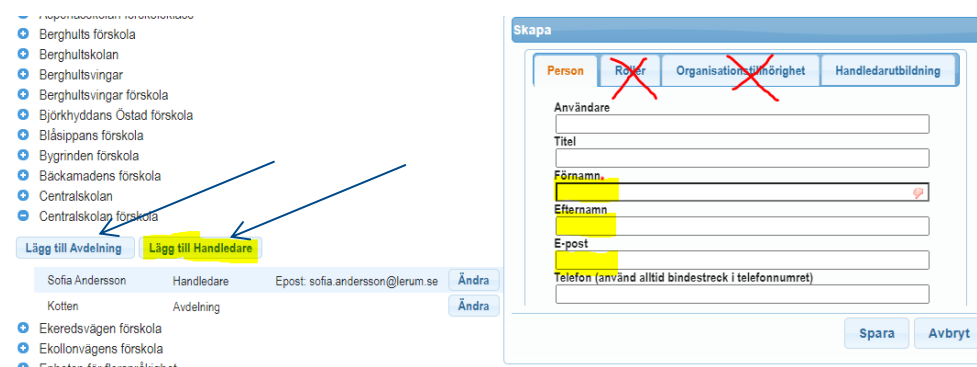 Berghults förskola
Berghultskolan
Berghultsvingar
Berghultsvingar förskola
Björkhyddans Östad förskola
Blåsippans förskola
Bygrinden förskola
Bäckamadens förskola
Centralskolan
Centralskolan förskola
Lägg till Avdelning Lägg till Handledare
Sofia Andersson Handledare Epost: sofia.andersson@lerum.se Ändra
Kotten Avdelning Ändra
Ekeredsvägen förskola
Ekollonvägens förskola
Skapa
Person Roller Organisationstillhörighet Handledarutbildning
Användare
Titel
Förnamn*
Efternamn
E-post
Telefon (använd alltid bindestreck i telefonnumret)
Spara Avbryt